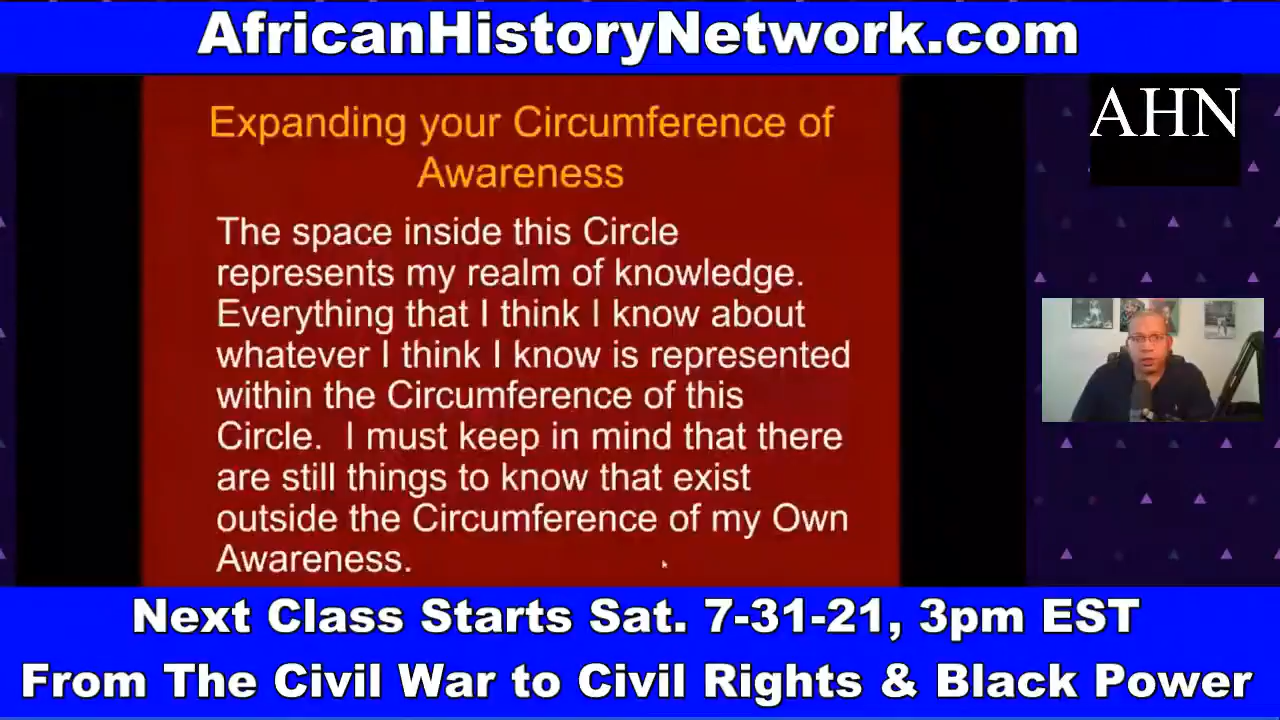 AfricanHistoryNetwork.com
AHN
Expanding your Circumference of
Awareness
The space inside this Circle
represents my realm of knowledge.
Everything that I think I know about
whatever I think I know is represented
within the Circumference of this
Circle.  I must keep in mind that there
are still things to know that exist
outside the Circumference of my Own
Awareness.
Next Class Starts Sat. 7-31-21, 3pm EST
From The Civil War to Civil Rights & Black Power